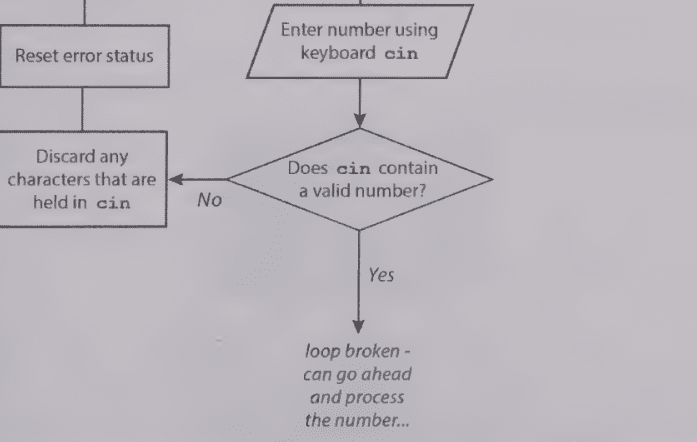 Enter number using
keyboard cin
Reset error status
Does cin contain
a valid number?
Discard any
characters that are
held in cin
No
Yes
loop broken -
can go ahead
and process
the number...